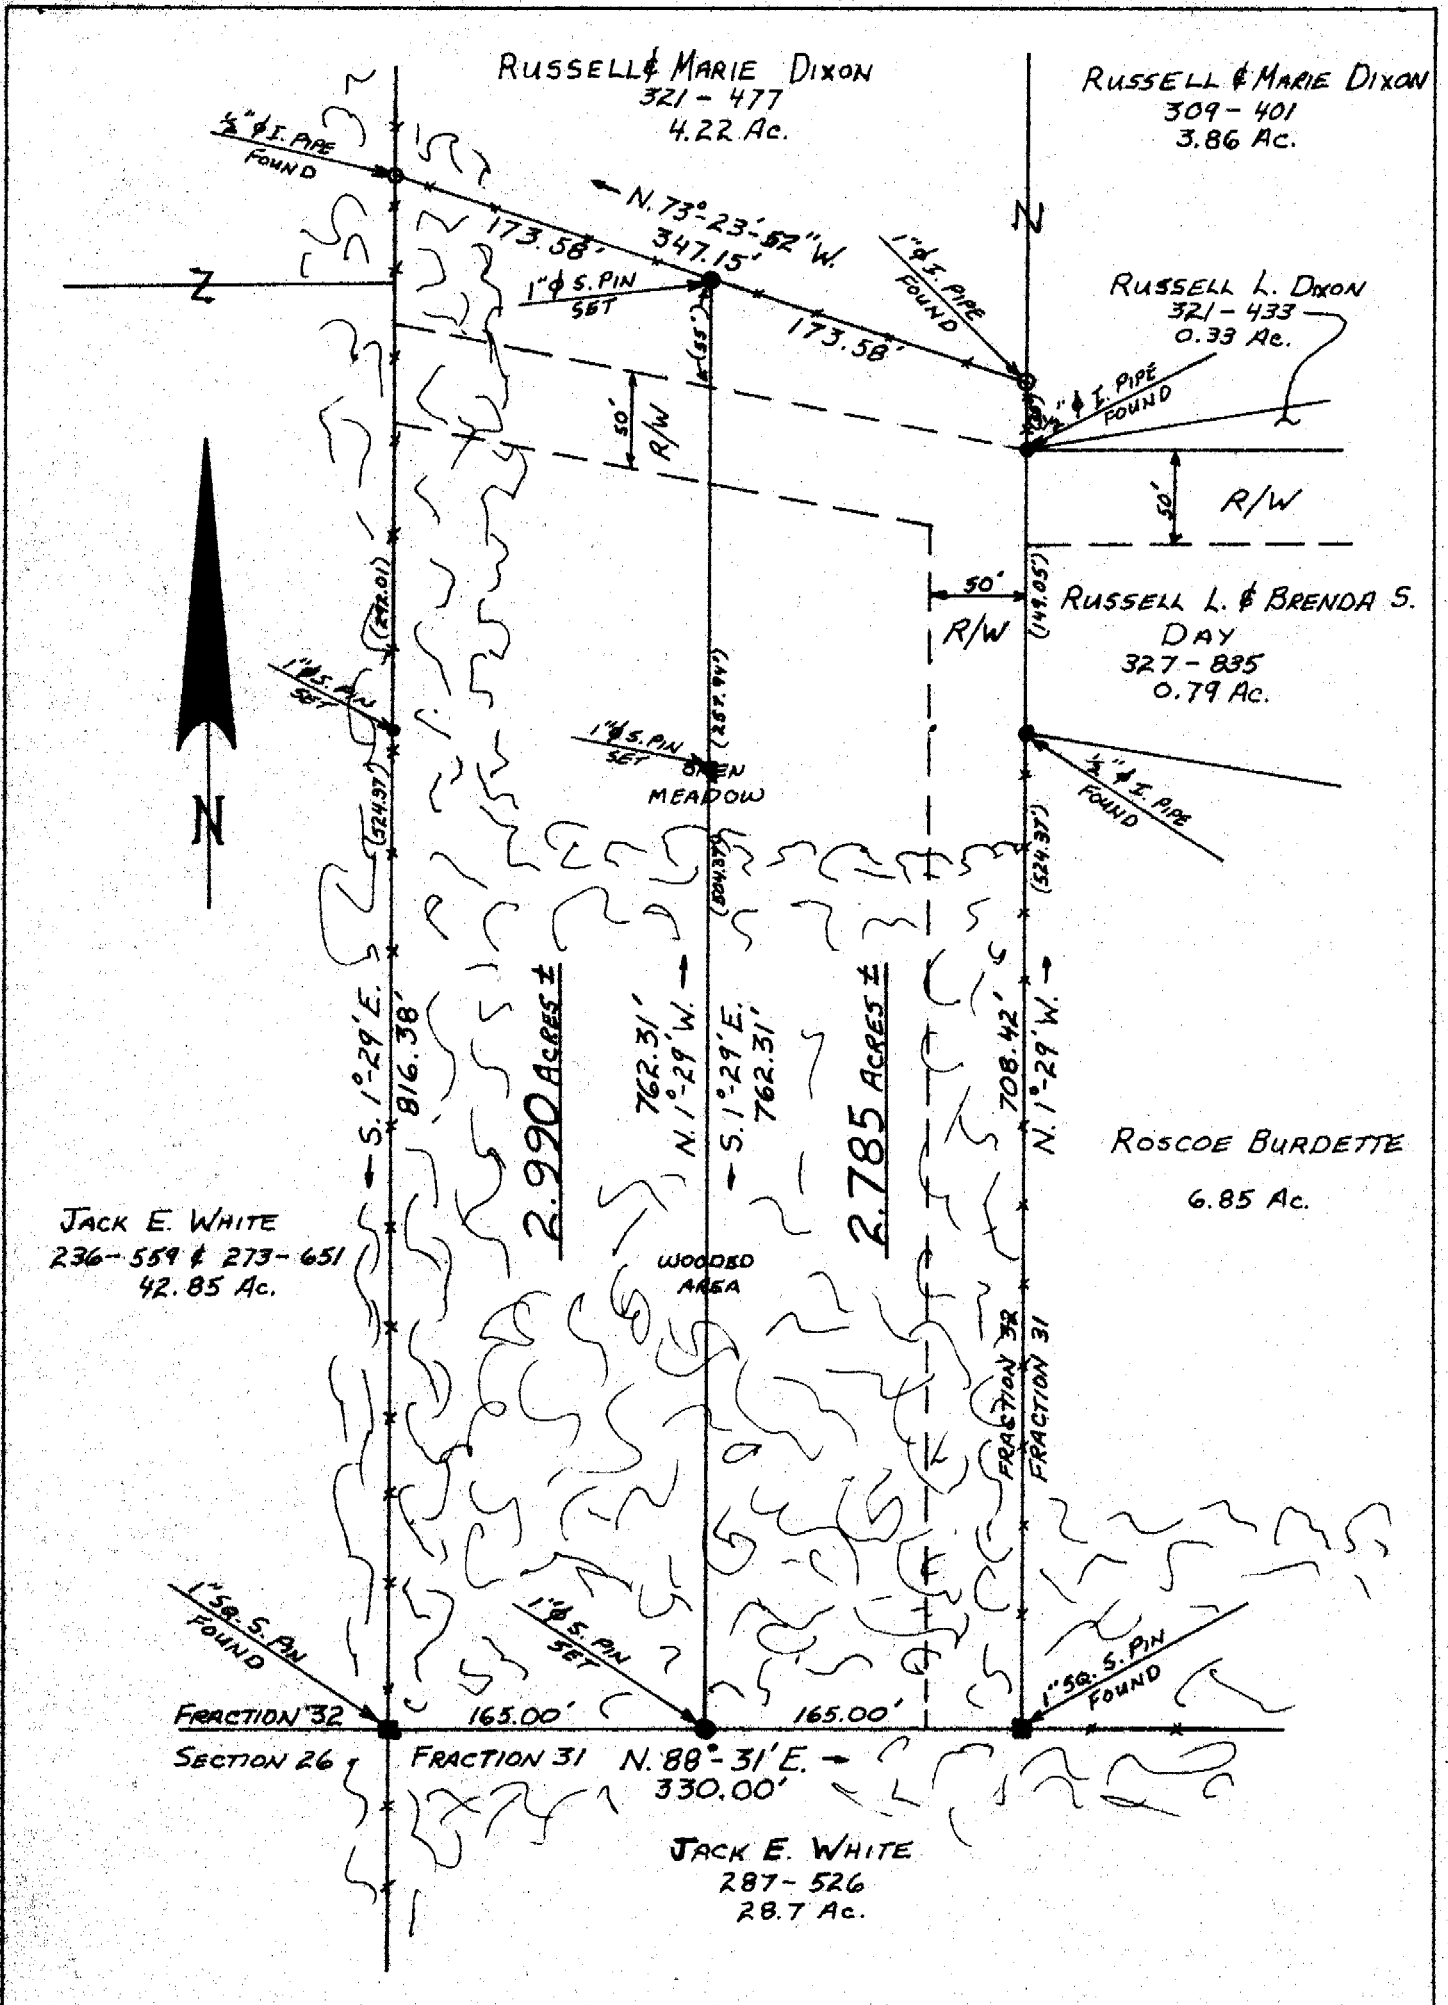 RUSSELL & MARIE DIXON
321-477
4.22 Ac.
RUSSELL & MARIE DIXON
309-401
3.86 Ac.
½"φ I. PIPE
FOUND
N. 73°-23'-52" W.
347.15'
173.58'
1"φ S. PIN
SET
(55')
173.58'
1"φ I. PIPE
FOUND
RUSSELL L. DIXON
321-433
0.33 Ac.
½"φ I. PIPE
FOUND
50'
R/W
50'
R/W
50'
R/W
(149.05')
RUSSELL L. & BRENDA S.
DAY
327-835
0.79 Ac.
(292.01)
1"φ S. PIN
SET
(257.94')
1"φ S. PIN
SET
OPEN
MEADOW
½"φ I. PIPE
FOUND
N
(524.37')
(504.37')
(524.37')
S. 1°-29' E.
816.38'
2.990 ACRES ±
762.31'
N. 1°-29' W.
S. 1°-29' E.
762.31'
2.785 ACRES ±
708.42'
N. 1°-29' W.
ROSCOE BURDETTE
6.85 Ac.
JACK E. WHITE
236-559 & 273-651
42.85 Ac.
WOODED
AREA
FRACTION 32
FRACTION 31
1" SQ. S. PIN
FOUND
1"φ S. PIN
SET
1" SQ. S. PIN
FOUND
FRACTION 32
165.00'
165.00'
SECTION 26
FRACTION 31
N. 88°-31' E.
330.00'
JACK E. WHITE
287-526
28.7 Ac.